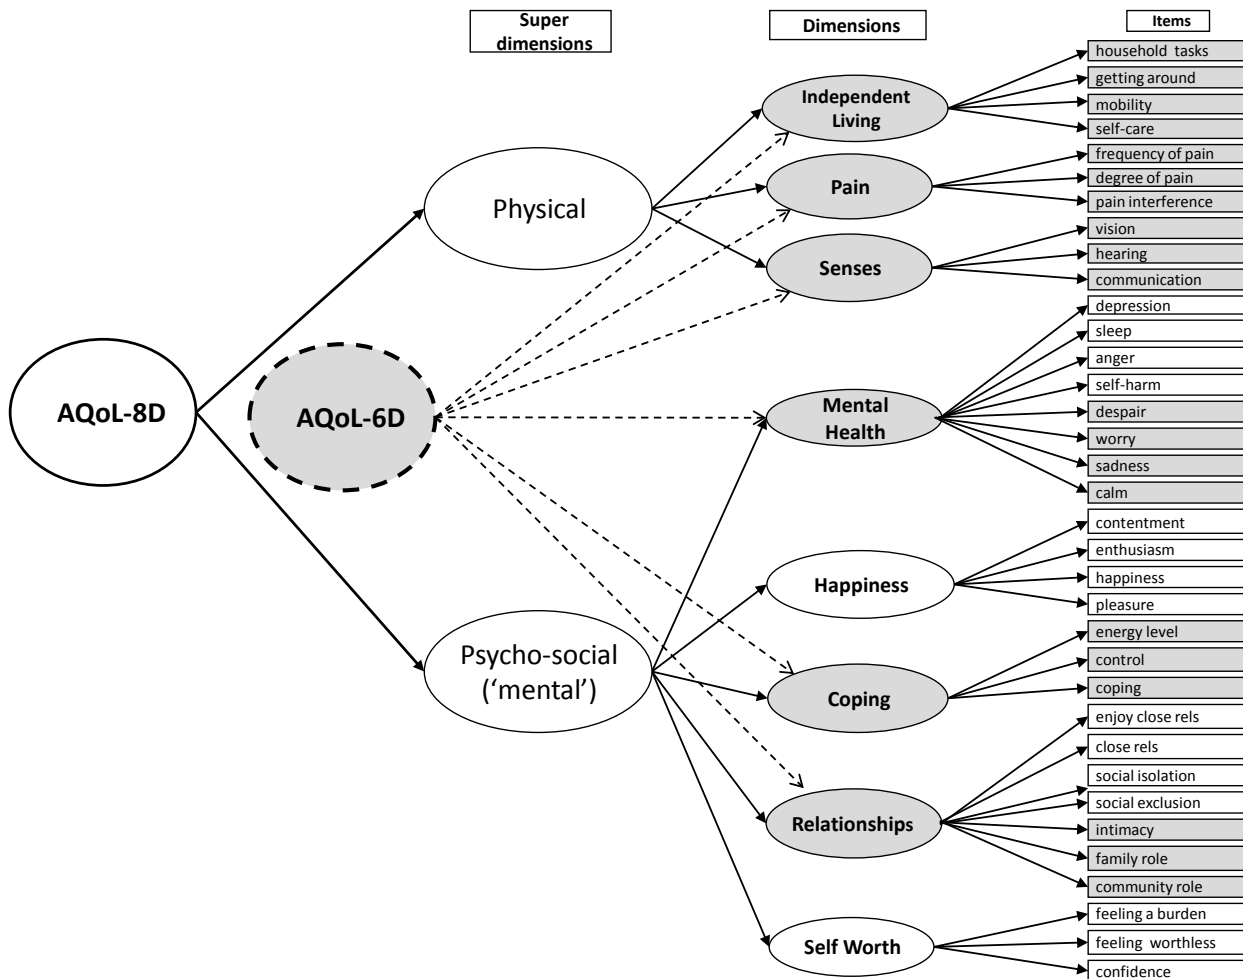 Super
dimensions
Dimensions
Items
AQoL-8D
AQoL-6D
Physical
Psycho-social
(‘mental’)
Independent
Living
Pain
Senses
Mental
Health
Happiness
Coping
Relationships
Self Worth
household tasks
getting around
mobility
self-care
frequency of pain
degree of pain
pain interference
vision
hearing
communication
depression
sleep
anger
self-harm
despair
worry
sadness
calm
contentment
enthusiasm
happiness
pleasure
energy level
control
coping
enjoy close rels
close rels
social isolation
social exclusion
intimacy
family role
community role
feeling a burden
feeling worthless
confidence